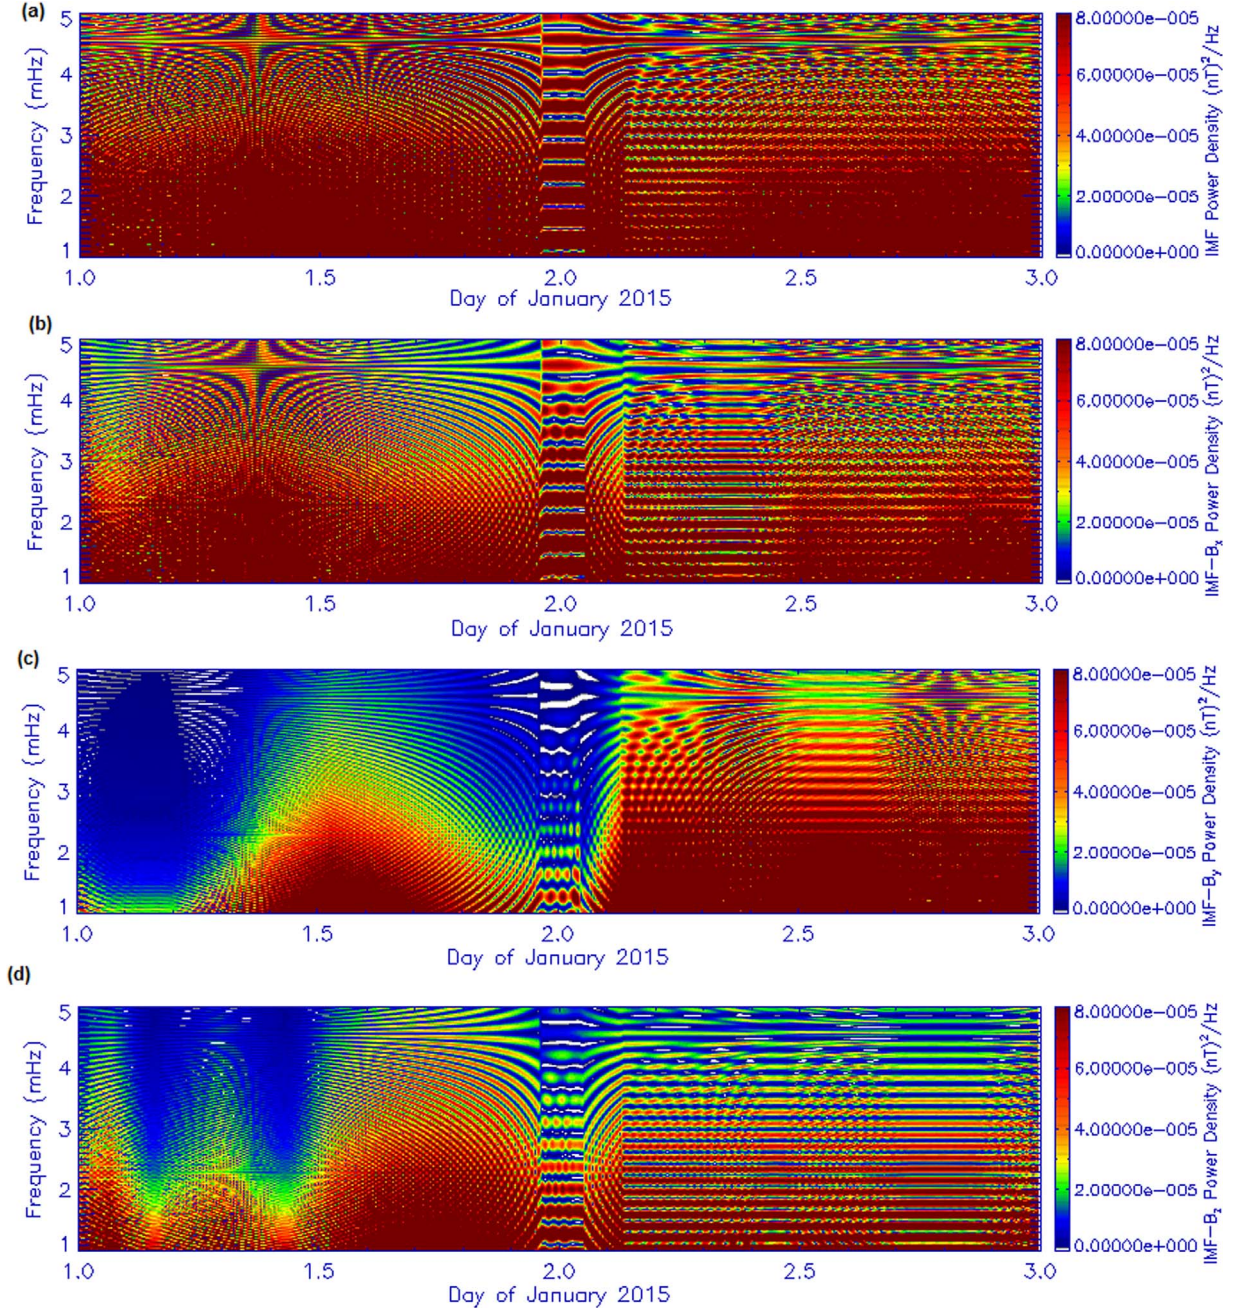 (a)
5
4
3
2
1
Frequency (mHz)
1.0
1.5
2.0
2.5
3.0
Day of January 2015
8.00000e-005
6.00000e-005
4.00000e-005
2.00000e-005
0.00000e+000
IMF Power Density (nT)²/Hz
(b)
5
4
3
2
1
Frequency (mHz)
1.0
1.5
2.0
2.5
3.0
Day of January 2015
8.00000e-005
6.00000e-005
4.00000e-005
2.00000e-005
0.00000e+000
IMF-Bₓ Power Density (nT)²/Hz
(c)
5
4
3
2
1
Frequency (mHz)
1.0
1.5
2.0
2.5
3.0
Day of January 2015
8.00000e-005
6.00000e-005
4.00000e-005
2.00000e-005
0.00000e+000
IMF-By Power Density (nT)²/Hz
(d)
5
4
3
2
1
Frequency (mHz)
1.0
1.5
2.0
2.5
3.0
Day of January 2015
8.00000e-005
6.00000e-005
4.00000e-005
2.00000e-005
0.00000e+000
IMF-Bz Power Density (nT)²/Hz